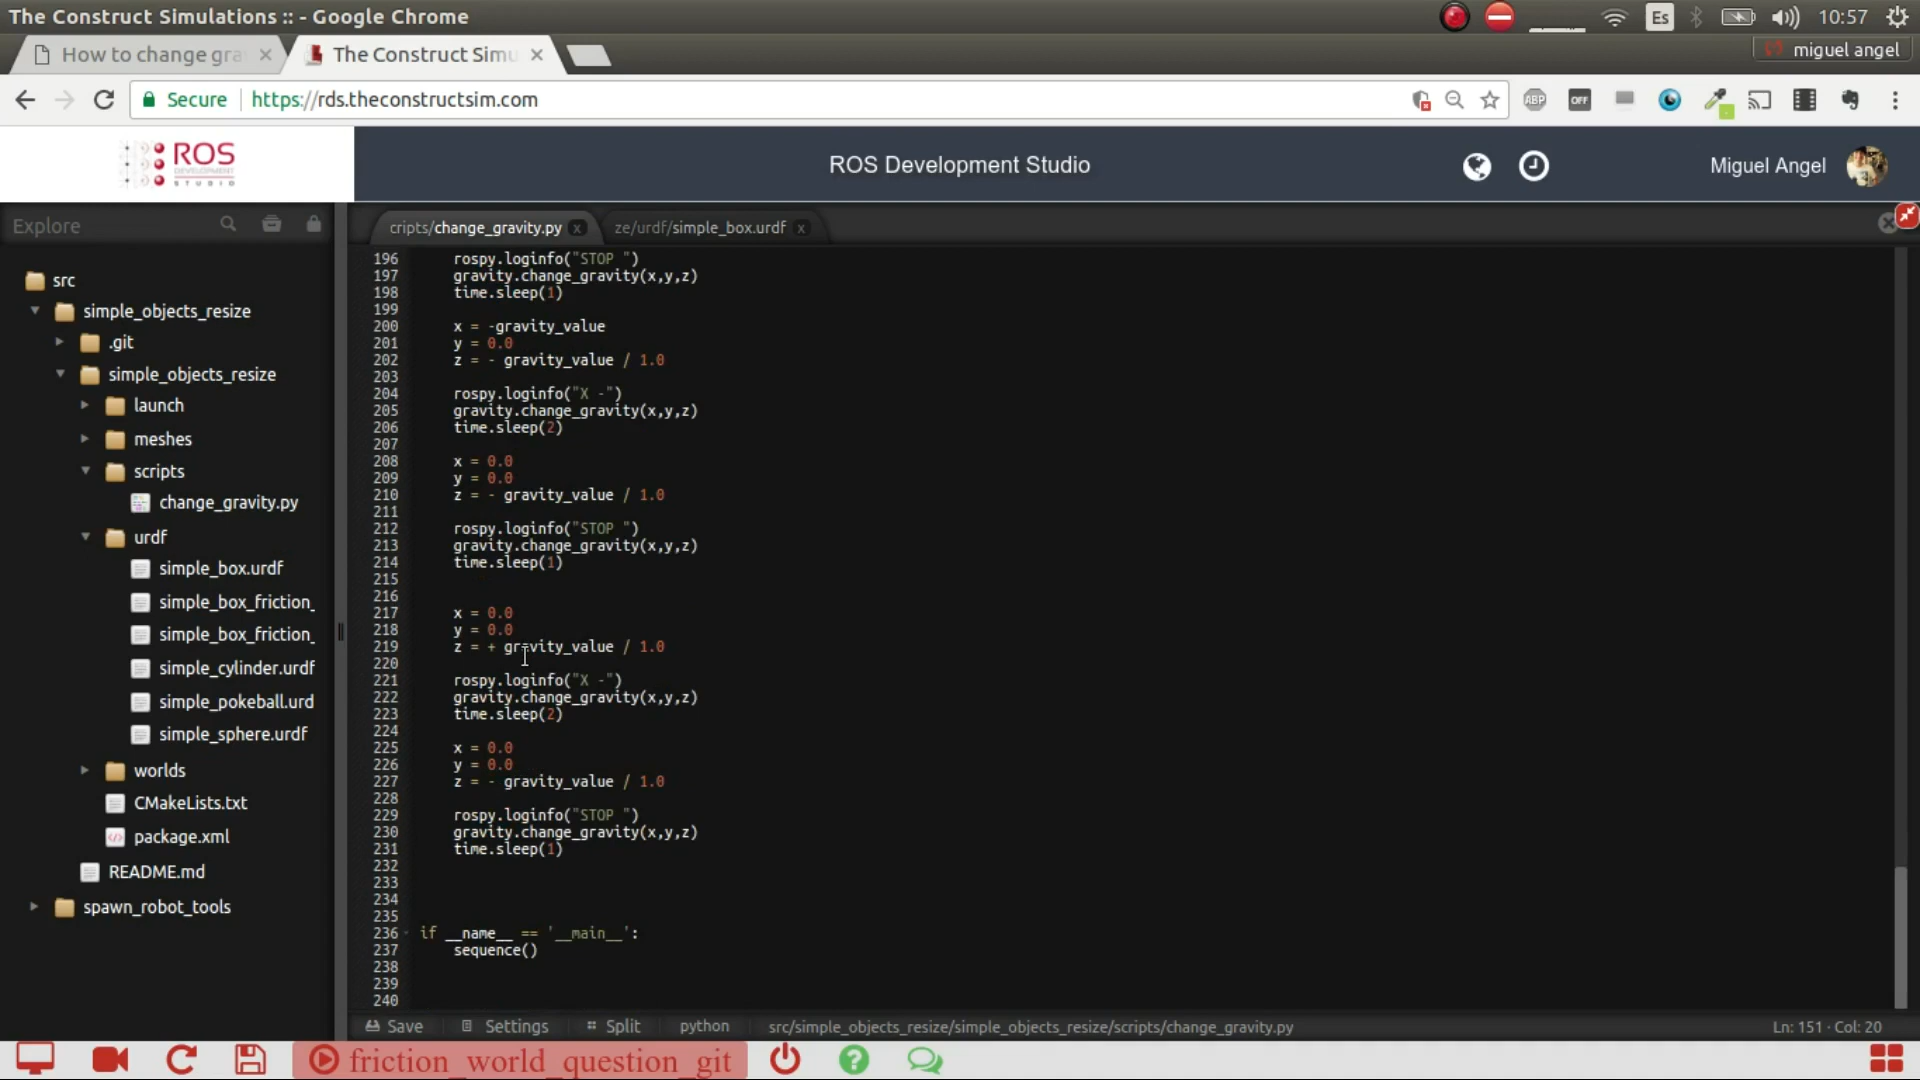 The Construct Simulations :: - Google Chrome
Es
10:57
How to change gra
The Construct Simu
miguel angel
Secure
https://rds.theconstructsim.com
ABP
OFF
ROS
DEVELOPMENT
STUDIO
ROS Development Studio
Miguel Angel
Explore
cripts/change_gravity.py x
ze/urdf/simple_box.urdf x
src
simple_objects_resize
.git
simple_objects_resize
launch
meshes
scripts
change_gravity.py
urdf
simple_box.urdf
simple_box_friction_
simple_box_friction_
simple_cylinder.urdf
simple_pokeball.urd
simple_sphere.urdf
worlds
CMakeLists.txt
package.xml
README.md
spawn_robot_tools
196 rospy.loginfo("STOP ")
197 gravity.change_gravity(x,y,z)
198 time.sleep(1)
199
200 x = -gravity_value
201 y = 0.0
202 z = - gravity_value / 1.0
203
204 rospy.loginfo("X -")
205 gravity.change_gravity(x,y,z)
206 time.sleep(2)
207
208 x = 0.0
209 y = 0.0
210 z = - gravity_value / 1.0
211
212 rospy.loginfo("STOP ")
213 gravity.change_gravity(x,y,z)
214 time.sleep(1)
215
216
217 x = 0.0
218 y = 0.0
219 z = + gravity_value / 1.0
220
221 rospy.loginfo("X -")
222 gravity.change_gravity(x,y,z)
223 time.sleep(2)
224
225 x = 0.0
226 y = 0.0
227 z = - gravity_value / 1.0
228
229 rospy.loginfo("STOP ")
230 gravity.change_gravity(x,y,z)
231 time.sleep(1)
232
233
234
235
236 if __name__ == '__main__':
237 sequence()
238
239
240
Save Settings Split python src/simple_objects_resize/simple_objects_resize/scripts/change_gravity.py Ln: 151 · Col: 20
friction_world_question_git
?